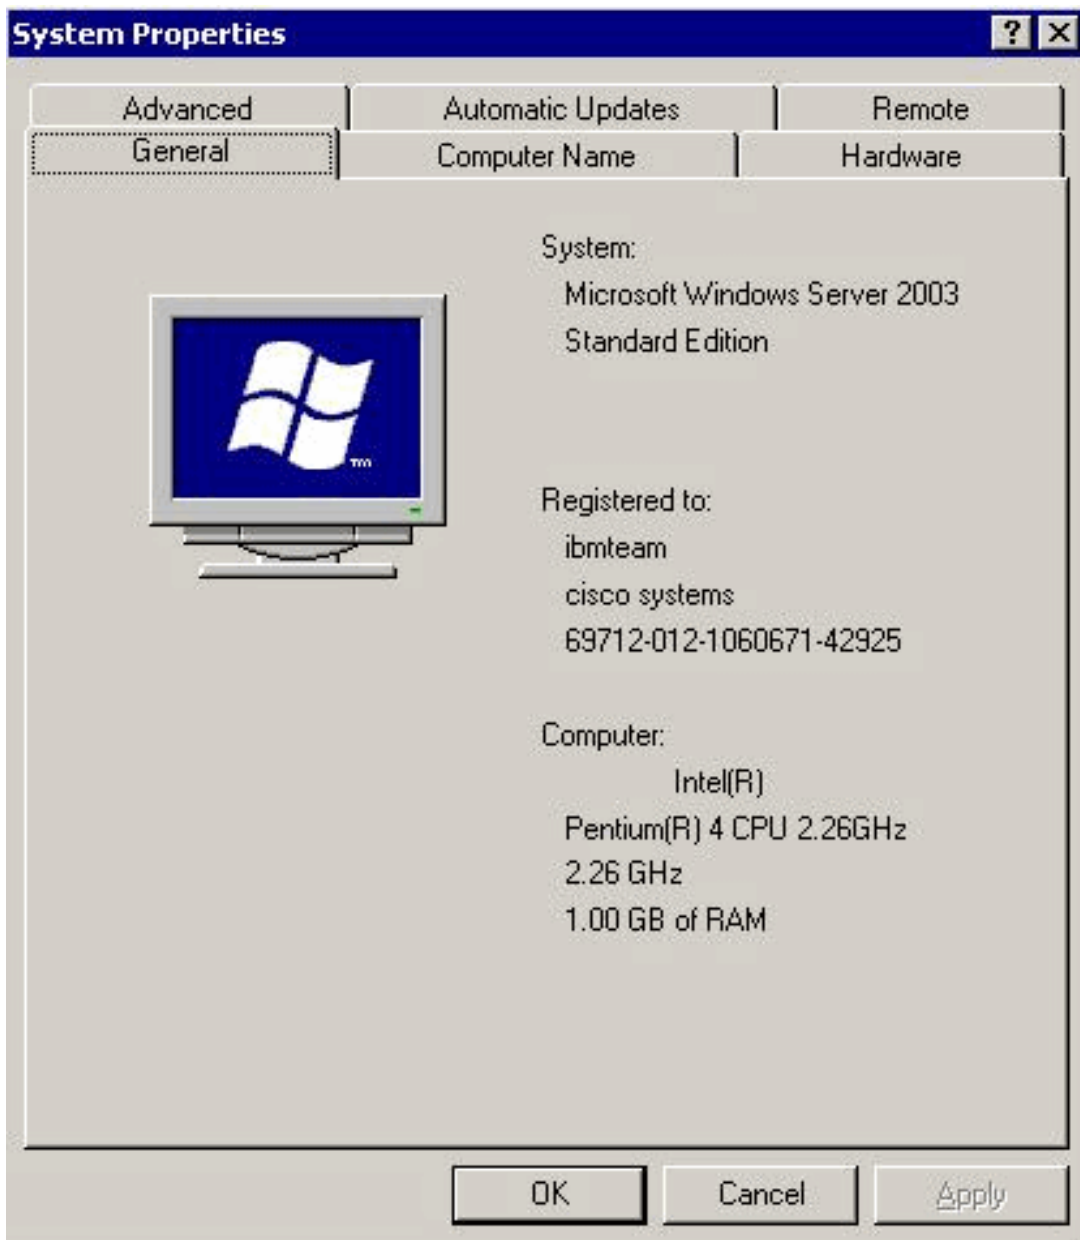 System Properties
Advanced Automatic Updates Remote
General Computer Name Hardware
System:
Microsoft Windows Server 2003
Standard Edition
TM
Registered to:
ibmteam
cisco systems
69712-012-1060671-42925
Computer:
Intel(R)
Pentium(R) 4 CPU 2.26GHz
2.26 GHz
1.00 GB of RAM
OK Cancel Apply